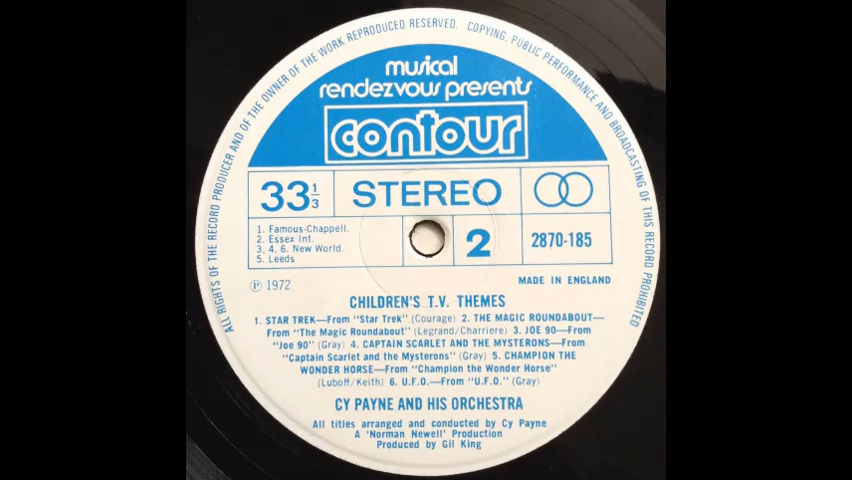 ALL RIGHTS OF THE RECORD PRODUCER AND OF THE OWNER OF THE WORK REPRODUCED RESERVED. COPYING, PUBLIC PERFORMANCE AND BROADCASTING OF THIS RECORD PROHIBITED
musical
rendezvous presents
contour
33 1/3 STEREO
1. Famous-Chappell.
2. Essex Int.
3, 4, 6. New World.
5. Leeds
2
2870-185
MADE IN ENGLAND
Ⓟ 1972
CHILDREN'S T.V. THEMES
1. STAR TREK—From "Star Trek" (Courage) 2. THE MAGIC ROUNDABOUT—
From "The Magic Roundabout" (Legrand/Charriere) 3. JOE 90—From
"Joe 90" (Gray) 4. CAPTAIN SCARLET AND THE MYSTERONS—From
"Captain Scarlet and the Mysterons" (Gray) 5. CHAMPION THE
WONDER HORSE—From "Champion the Wonder Horse"
(Luboff/Keith) 6. U.F.O.—From "U.F.O." (Gray)
CY PAYNE AND HIS ORCHESTRA
All titles arranged and conducted by Cy Payne
A 'Norman Newell' Production
Produced by Gil King